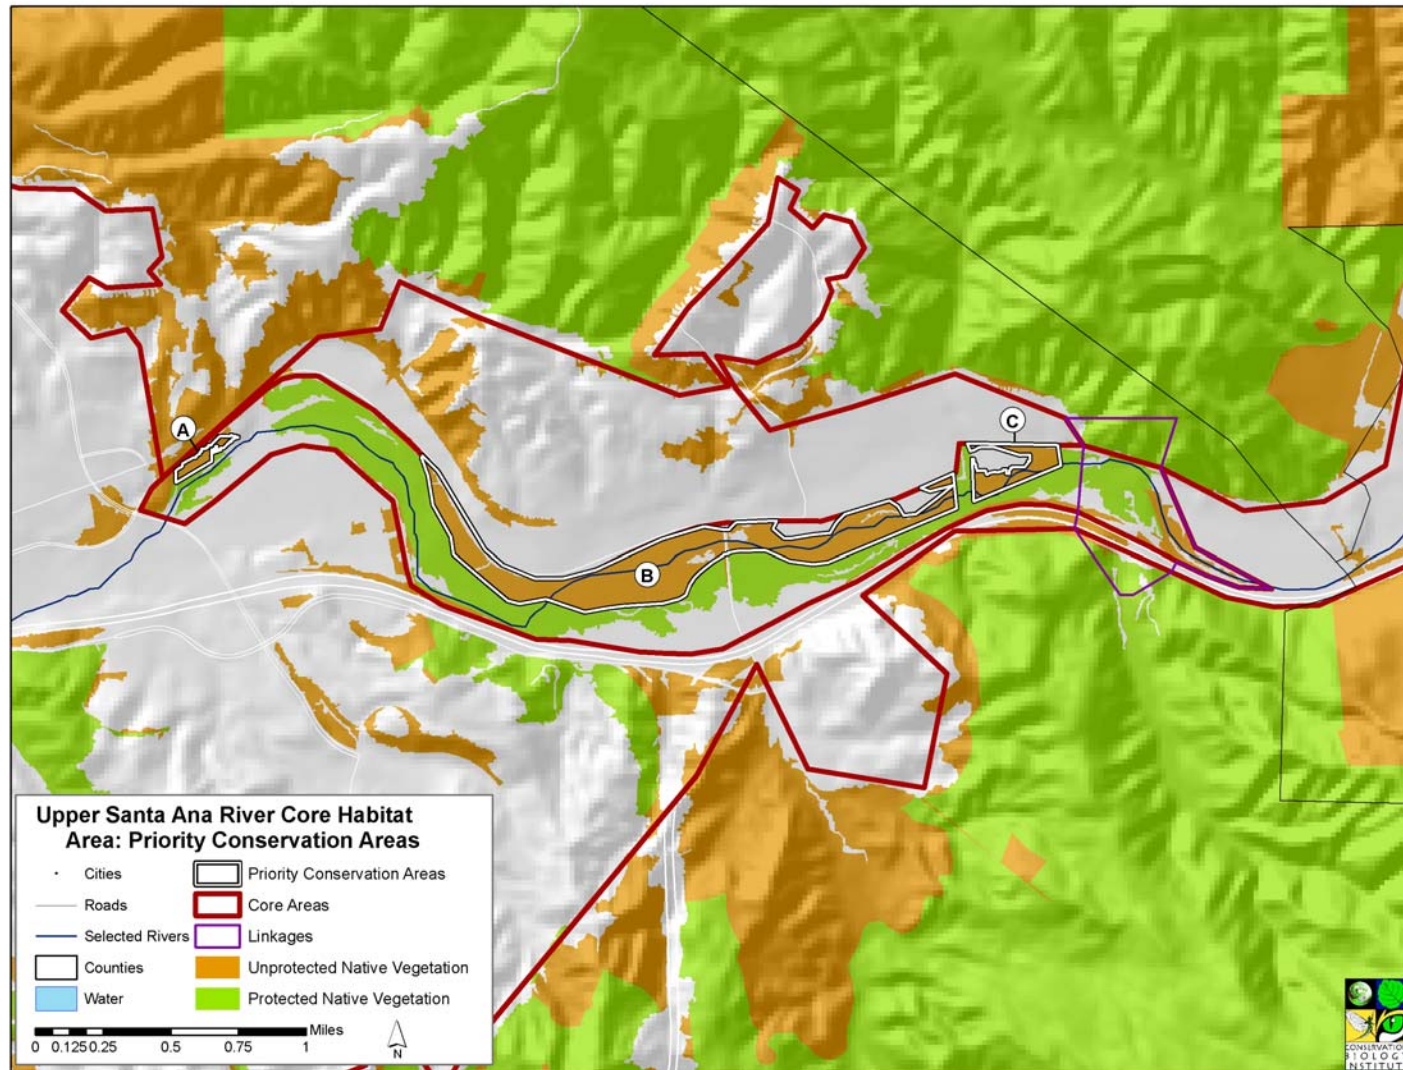 A
C
B
Upper Santa Ana River Core Habitat
Area: Priority Conservation Areas
Cities
Priority Conservation Areas
Roads
Core Areas
Selected Rivers
Linkages
Counties
Unprotected Native Vegetation
Water
Protected Native Vegetation
Miles
0 0.125 0.25 0.5 0.75 1
N
CONSERVATION
BIOLOGY
INSTITUT